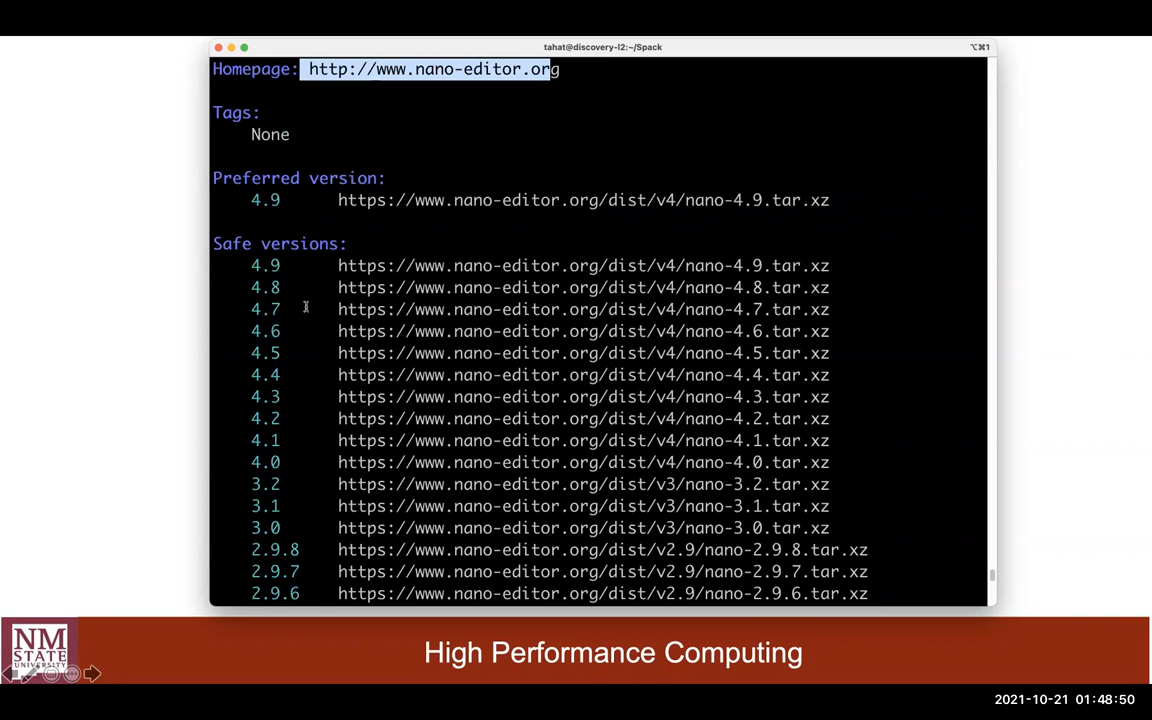 tahat@discovery-l2:~/Spack
⌥⌘1
Homepage: http://www.nano-editor.org
Tags:
None
Preferred version:
4.9 https://www.nano-editor.org/dist/v4/nano-4.9.tar.xz
Safe versions:
4.9 https://www.nano-editor.org/dist/v4/nano-4.9.tar.xz
4.8 https://www.nano-editor.org/dist/v4/nano-4.8.tar.xz
4.7 https://www.nano-editor.org/dist/v4/nano-4.7.tar.xz
4.6 https://www.nano-editor.org/dist/v4/nano-4.6.tar.xz
4.5 https://www.nano-editor.org/dist/v4/nano-4.5.tar.xz
4.4 https://www.nano-editor.org/dist/v4/nano-4.4.tar.xz
4.3 https://www.nano-editor.org/dist/v4/nano-4.3.tar.xz
4.2 https://www.nano-editor.org/dist/v4/nano-4.2.tar.xz
4.1 https://www.nano-editor.org/dist/v4/nano-4.1.tar.xz
4.0 https://www.nano-editor.org/dist/v4/nano-4.0.tar.xz
3.2 https://www.nano-editor.org/dist/v3/nano-3.2.tar.xz
3.1 https://www.nano-editor.org/dist/v3/nano-3.1.tar.xz
3.0 https://www.nano-editor.org/dist/v3/nano-3.0.tar.xz
2.9.8 https://www.nano-editor.org/dist/v2.9/nano-2.9.8.tar.xz
2.9.7 https://www.nano-editor.org/dist/v2.9/nano-2.9.7.tar.xz
2.9.6 https://www.nano-editor.org/dist/v2.9/nano-2.9.6.tar.xz
NM
STATE
UNIVERSITY
High Performance Computing
2021-10-21 01:48:50